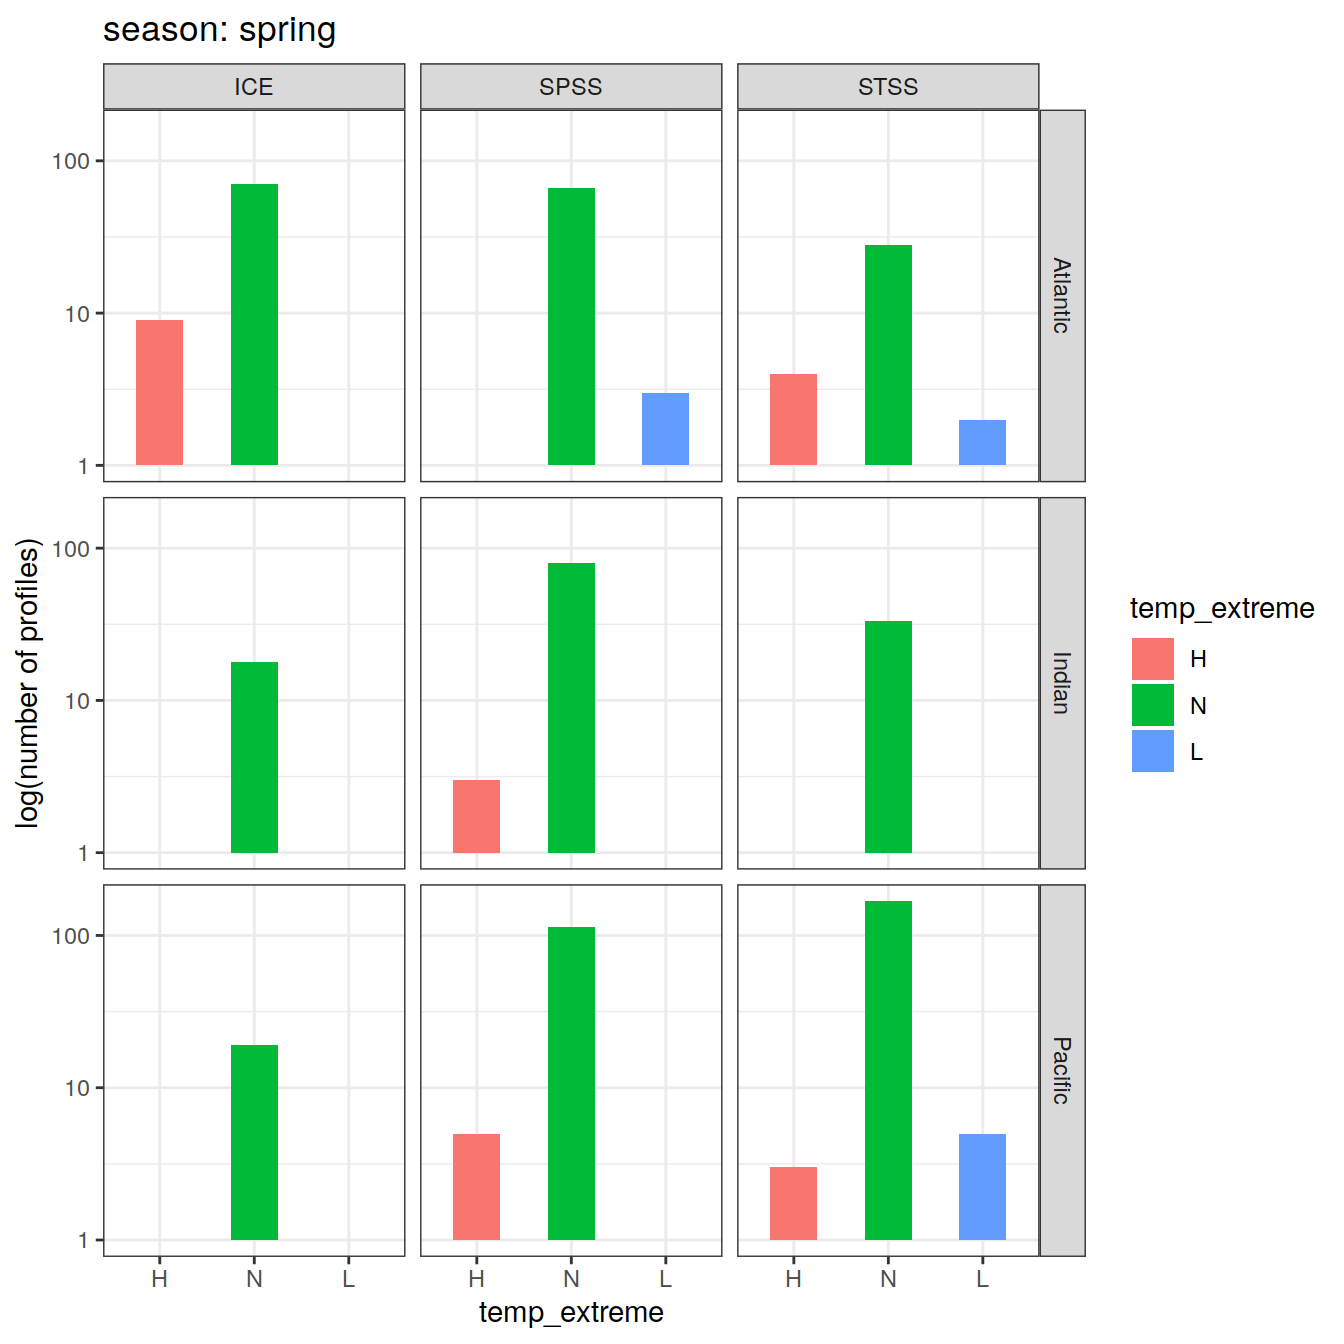 season: spring
ICE SPSS STSS
100
10
1
Atlantic
100
10
1
Indian
100
10
1
Pacific
H N L H N L H N L
temp_extreme
log(number of profiles)
temp_extreme
H
N
L